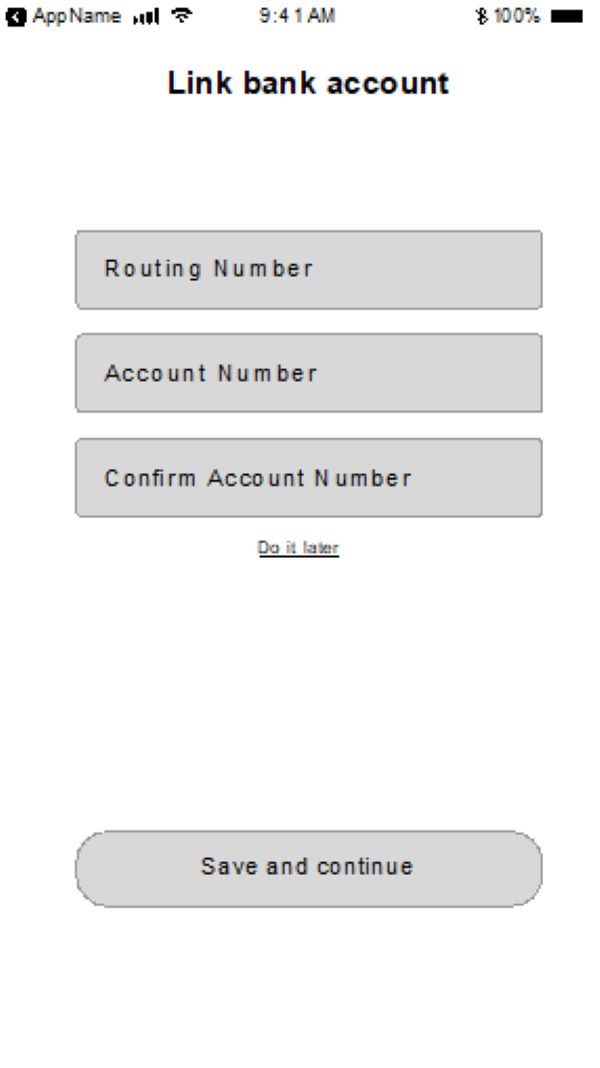 AppName 9:41 AM 100%
Link bank account
Routing Number
Account Number
Confirm Account Number
Do it later
Save and continue